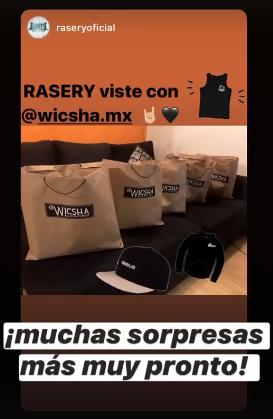 raseryoficial
RASERY viste con
@wicsha.mx 🤘🏼🖤
WICSHA
WICSHA
WICSHA
¡muchas sorpresas
más muy pronto!